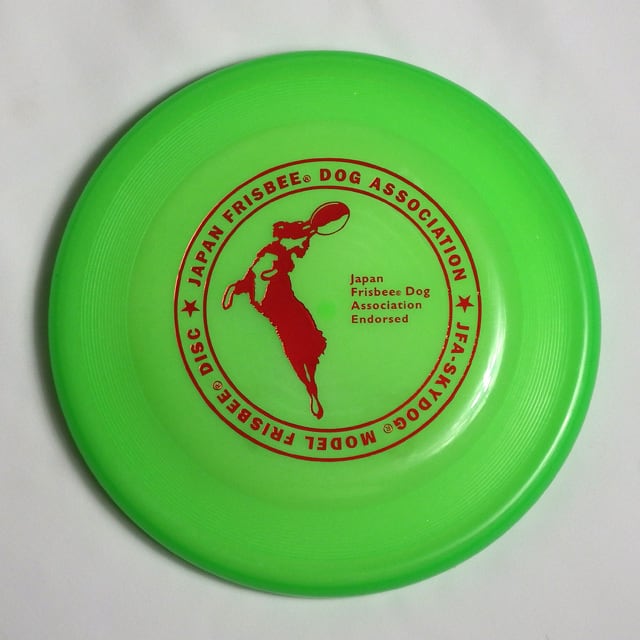 JAPAN FRISBEE® DOG ASSOCIATION
★ JFA-SKYDOG® MODEL FRISBEE® DISC ★
Japan
Frisbee® Dog
Association
Endorsed